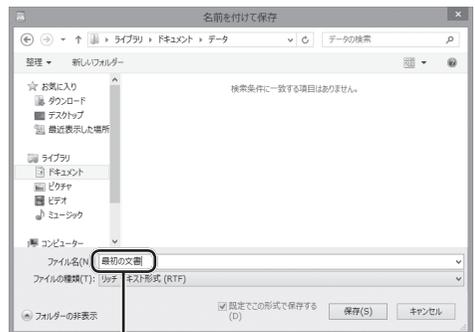 名前を付けて保存
ライブラリ ▸ ドキュメント ▸ データ
データの検索
整理 ▼ 新しいフォルダー
お気に入り
ダウンロード
デスクトップ
最近表示した場所
ライブラリ
ドキュメント
ピクチャ
ビデオ
ミュージック
コンピューター
検索条件に一致する項目はありません。
ファイル名(N
最初の文書
ファイルの種類(T): リッチ キスト形式 (RTF)
フォルダーの非表示
既定でこの形式で保存する
(D)
保存(S)
キャンセル